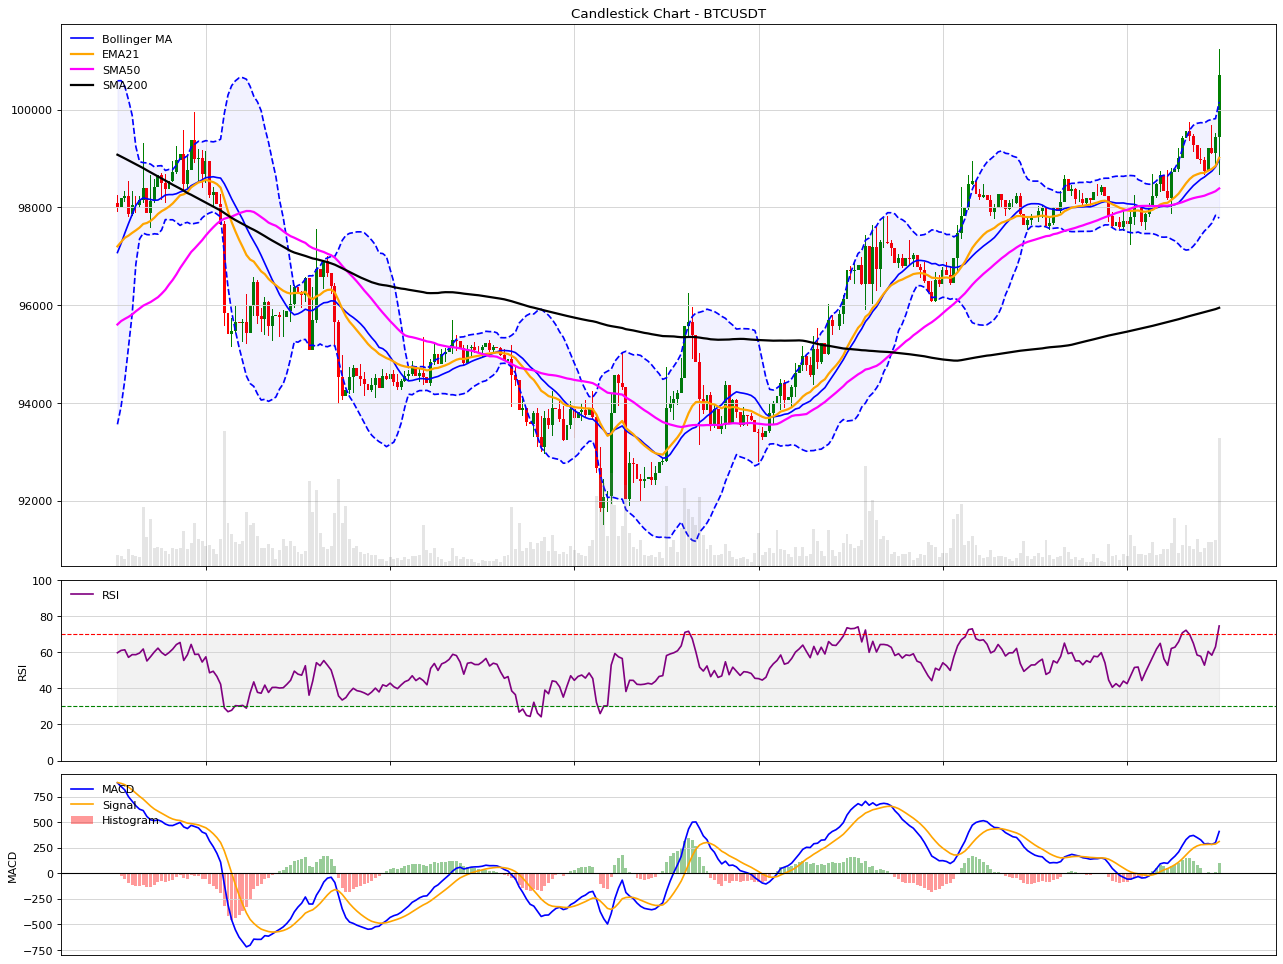 Candlestick Chart - BTCUSDT
Bollinger MA
EMA21
SMA50
SMA200
100000
98000
96000
94000
92000
RSI
100
80
60
40
20
0
RSI
MACD
Signal
Histogram
750
500
250
0
−250
−500
−750
MACD